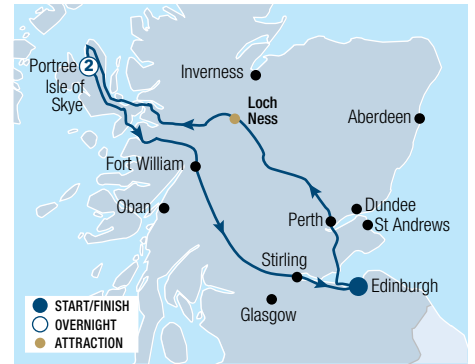 Portree
2
Isle of
Skye
Inverness
Loch
Ness
Aberdeen
Fort William
Oban
Dundee
Perth
St Andrews
Stirling
Edinburgh
Glasgow
START/FINISH
OVERNIGHT
ATTRACTION